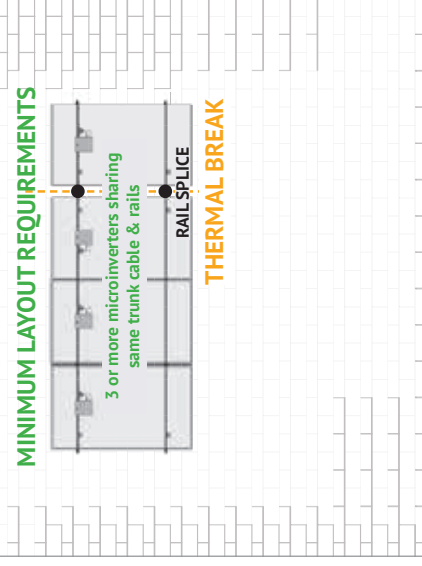 MINIMUM LAYOUT REQUIREMENTS
3 or more microinverters sharing
same trunk cable & rails
RAIL SPLICE
THERMAL BREAK